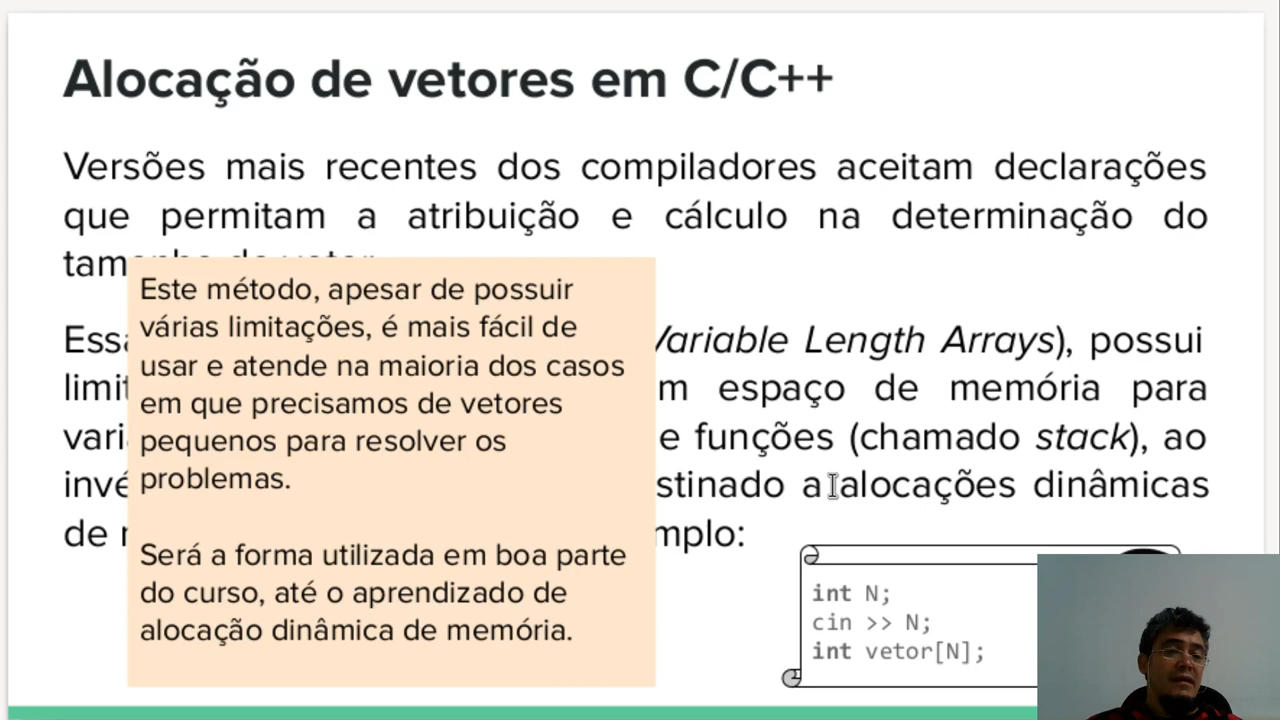 Alocação de vetores em C/C++
Versões mais recentes dos compiladores aceitam declarações
que permitam a atribuição e cálculo na determinação do
Este método, apesar de possuir
várias limitações, é mais fácil de
usar e atende na maioria dos casos
em que precisamos de vetores
pequenos para resolver os
problemas.
Será a forma utilizada em boa parte
do curso, até o aprendizado de
alocação dinâmica de memória.
Variable Length Arrays), possui
espaço de memória para
e funções (chamado stack), ao
a alocações dinâmicas
de
int N;
cin >> N;
int vetor[N];